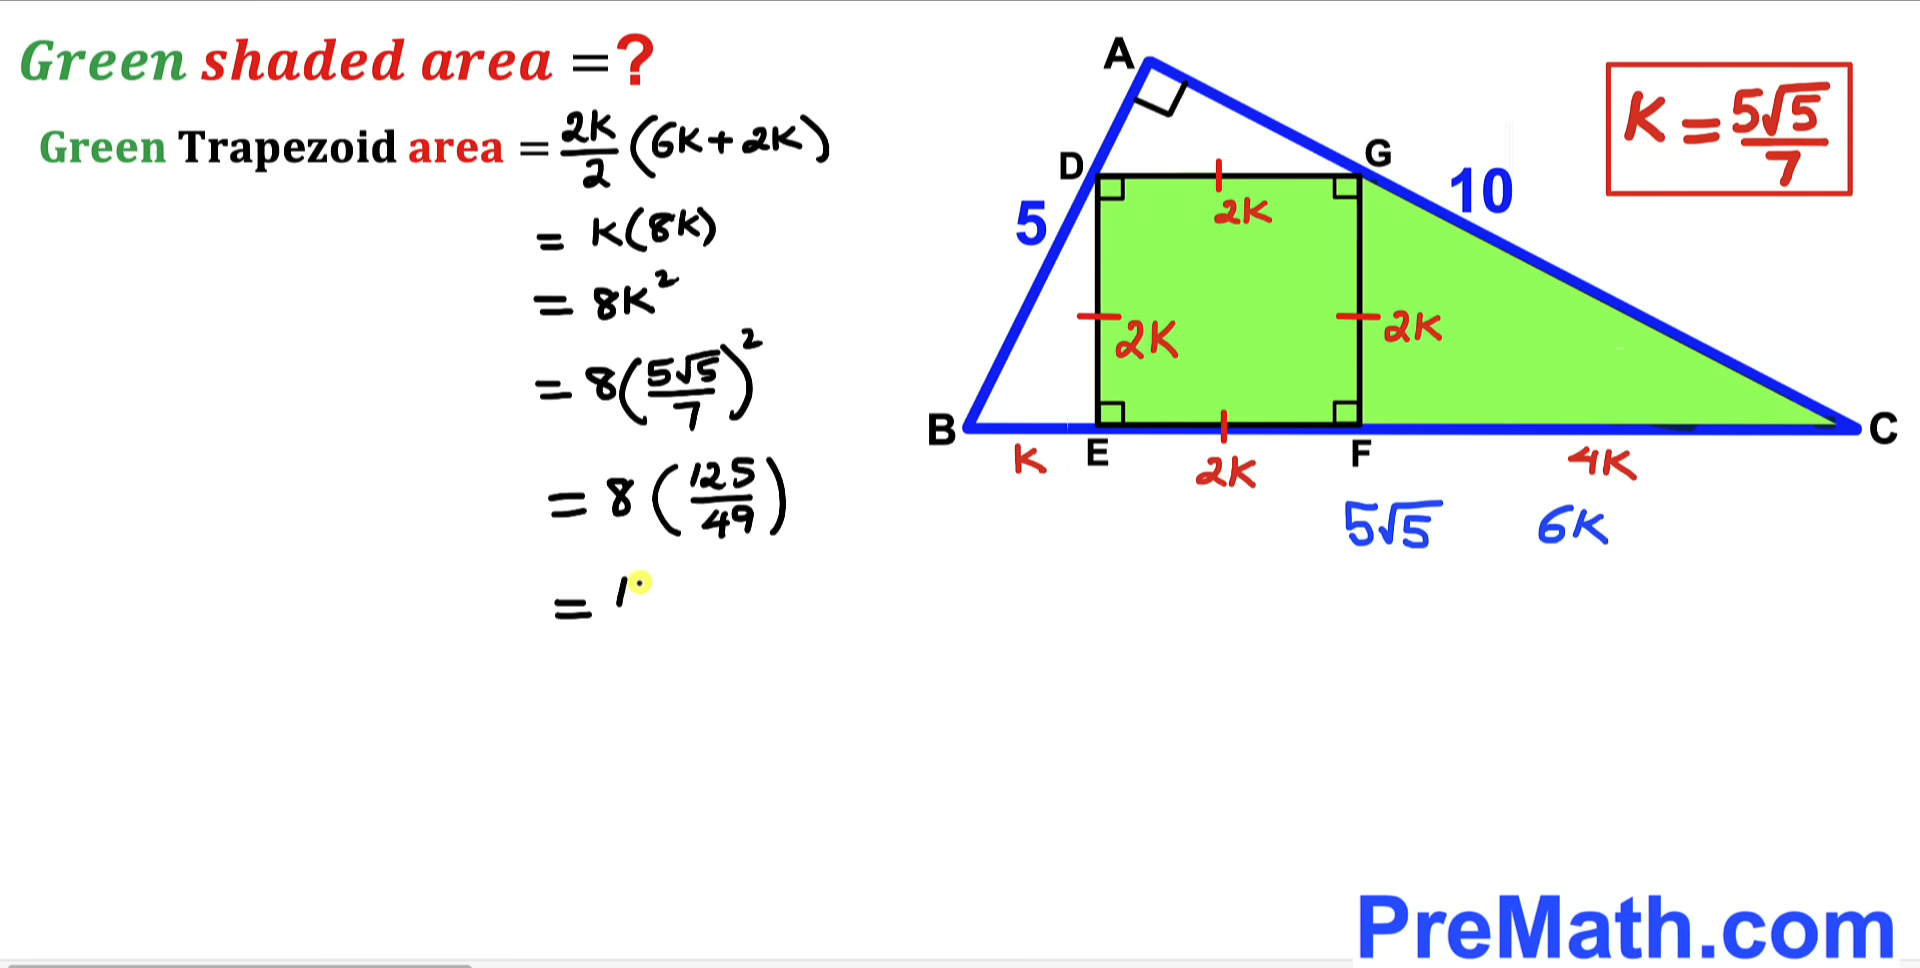 Green shaded area = ?
Green Trapezoid area = 2K/2 (6K + 2K)
= K(8K)
= 8K²
= 8(5√5/7)²
= 8(125/49)
= 1
A
D
G
5
10
2K
2K
2K
B
E
F
C
K
2K
4K
5√5
6K
K = 5√5/7
PreMath.com